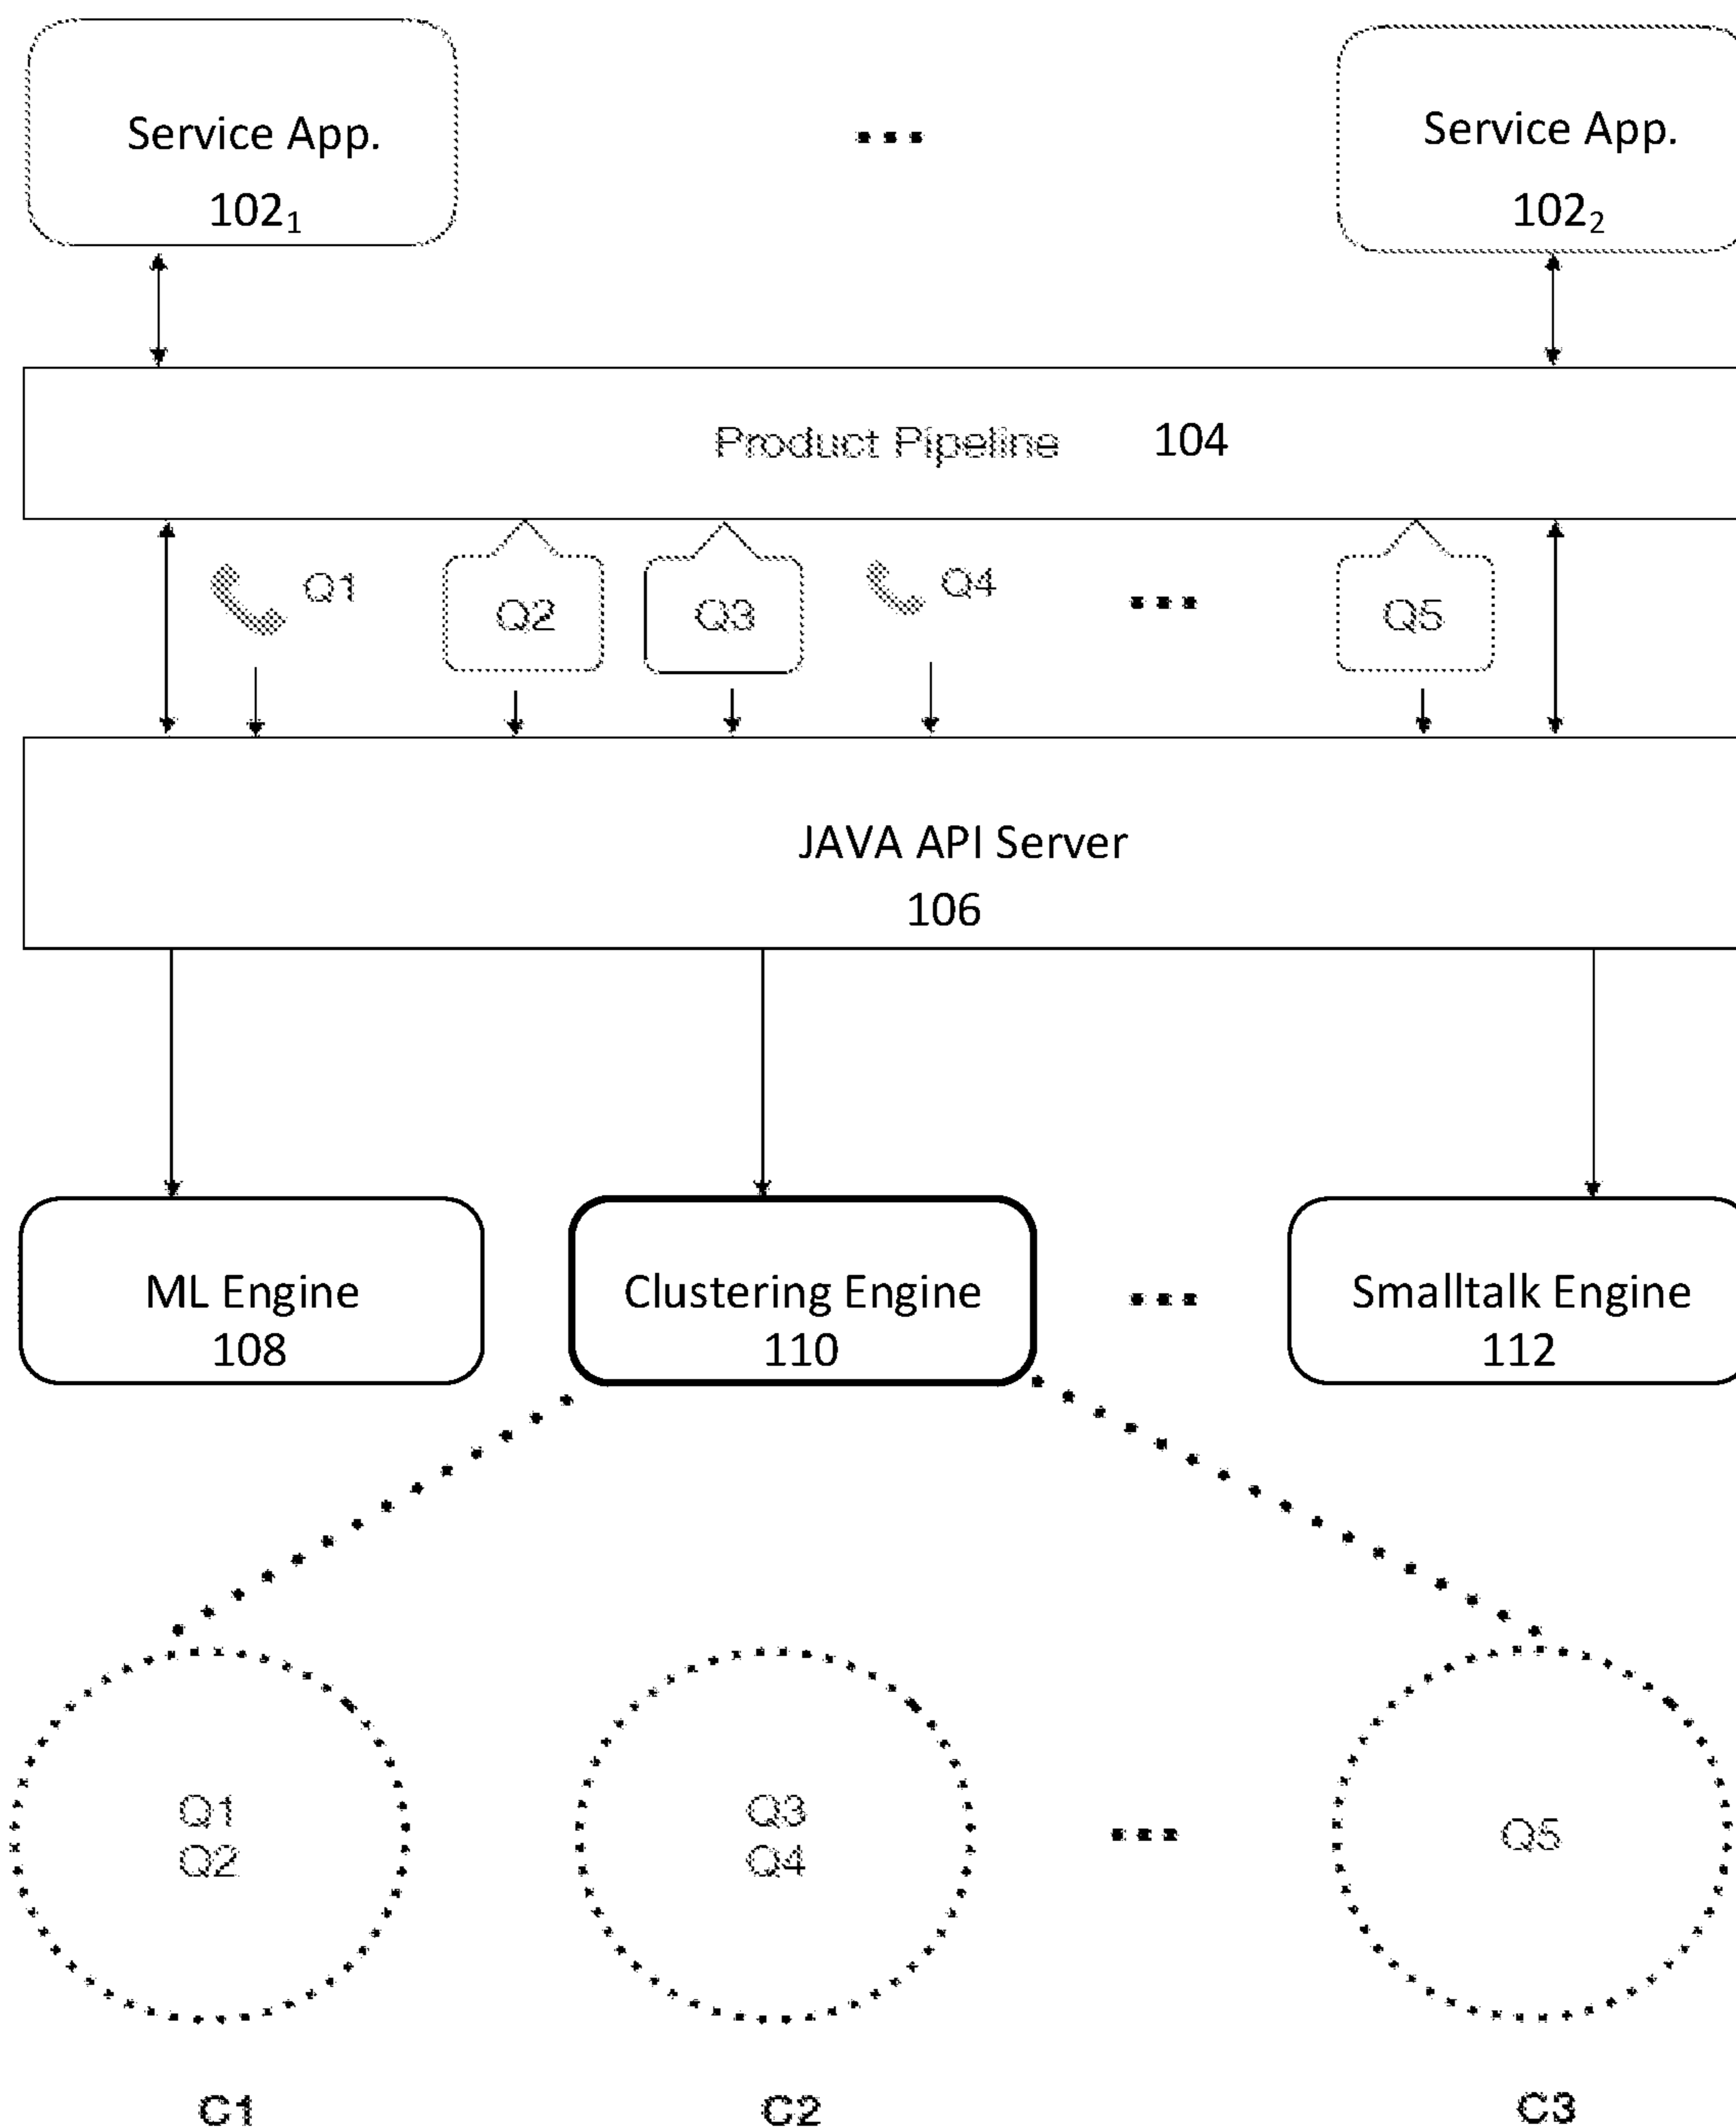 Service App.
102₁
...
Service App.
102₂
Product Pipeline 104
Q1
Q2
Q3
Q4
...
Q5
JAVA API Server
106
ML Engine
108
Clustering Engine
110
...
Smalltalk Engine
112
Q1
Q2
Q3
Q4
...
Q5
C1
C2
C3